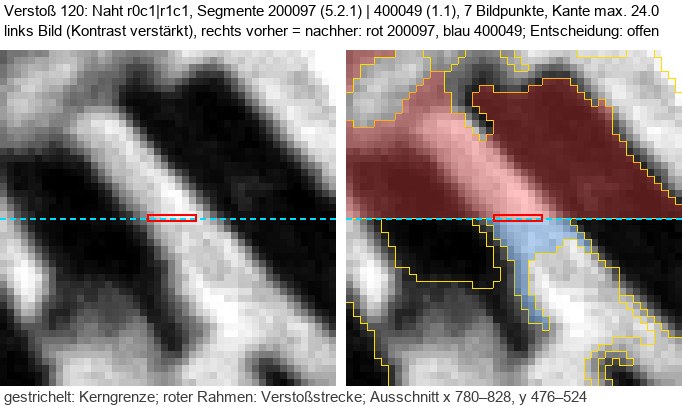 Verstoß 120: Naht r0c1|r1c1, Segmente 200097 (5.2.1) | 400049 (1.1), 7 Bildpunkte, Kante max. 24.0
links Bild (Kontrast verstärkt), rechts vorher = nachher: rot 200097, blau 400049; Entscheidung: offen
gestrichelt: Kerngrenze; roter Rahmen: Verstoßstrecke; Ausschnitt x 780–828, y 476–524